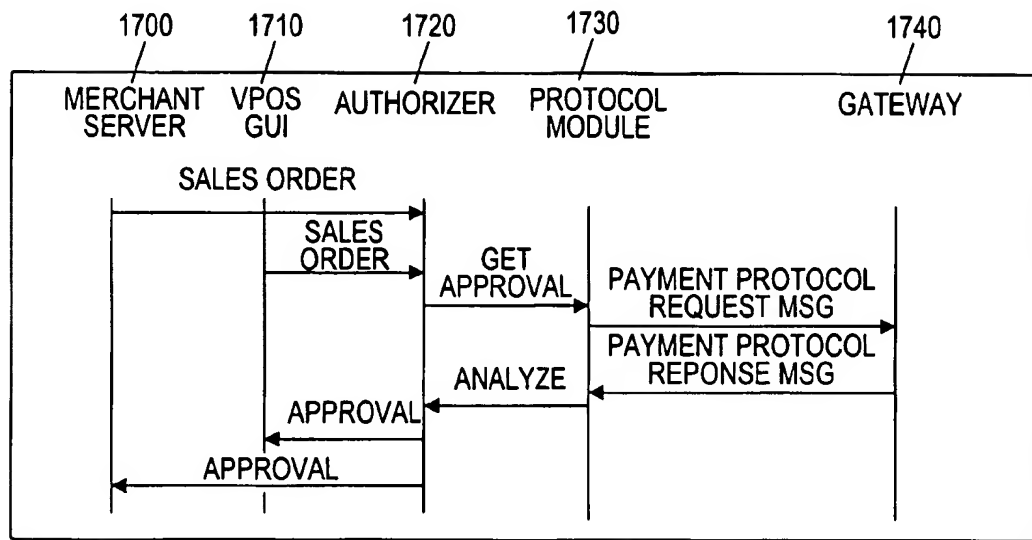 1700 1710 1720 1730 1740
MERCHANT SERVER
VPOS GUI
AUTHORIZER
PROTOCOL MODULE
GATEWAY
SALES ORDER
SALES
ORDER
GET
APPROVAL
PAYMENT PROTOCOL
REQUEST MSG
PAYMENT PROTOCOL
REPONSE MSG
ANALYZE
APPROVAL
APPROVAL